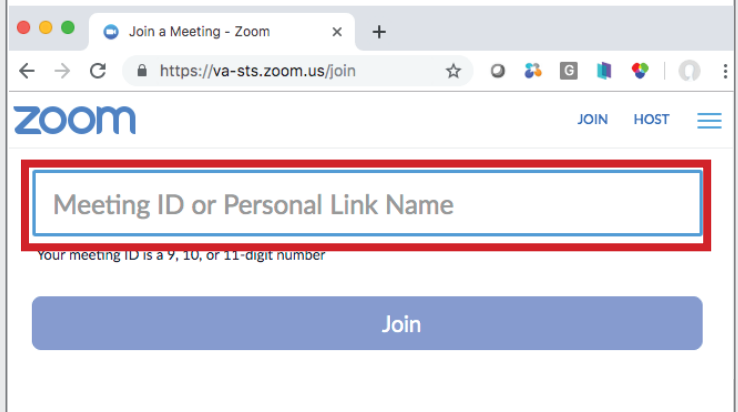 Join a Meeting - Zoom
https://va-sts.zoom.us/join
G
zoom
JOIN HOST
Meeting ID or Personal Link Name
Your meeting ID is a 9, 10, or 11-digit number
Join